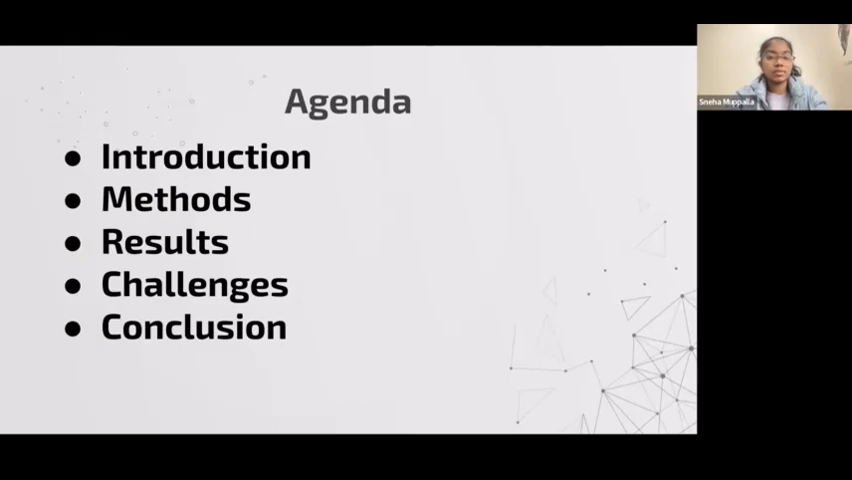 Agenda
● Introduction
● Methods
● Results
● Challenges
● Conclusion
Sneha Muppalla